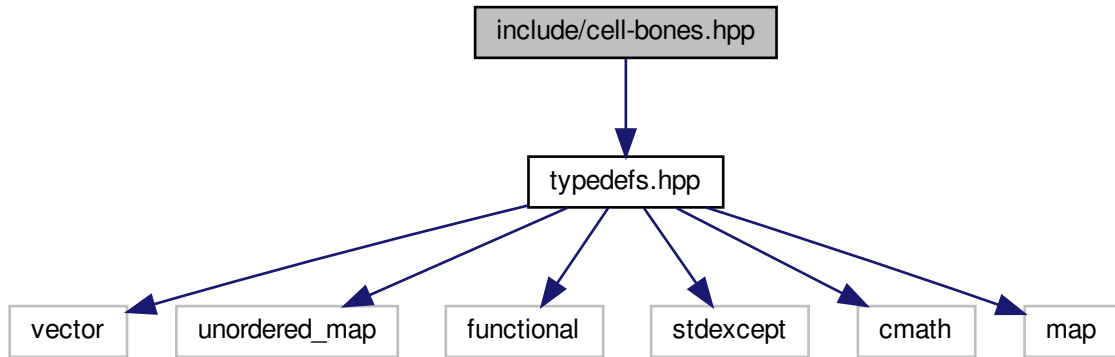 include/cell-bones.hpp
typedefs.hpp
vector
unordered_map
functional
stdexcept
cmath
map